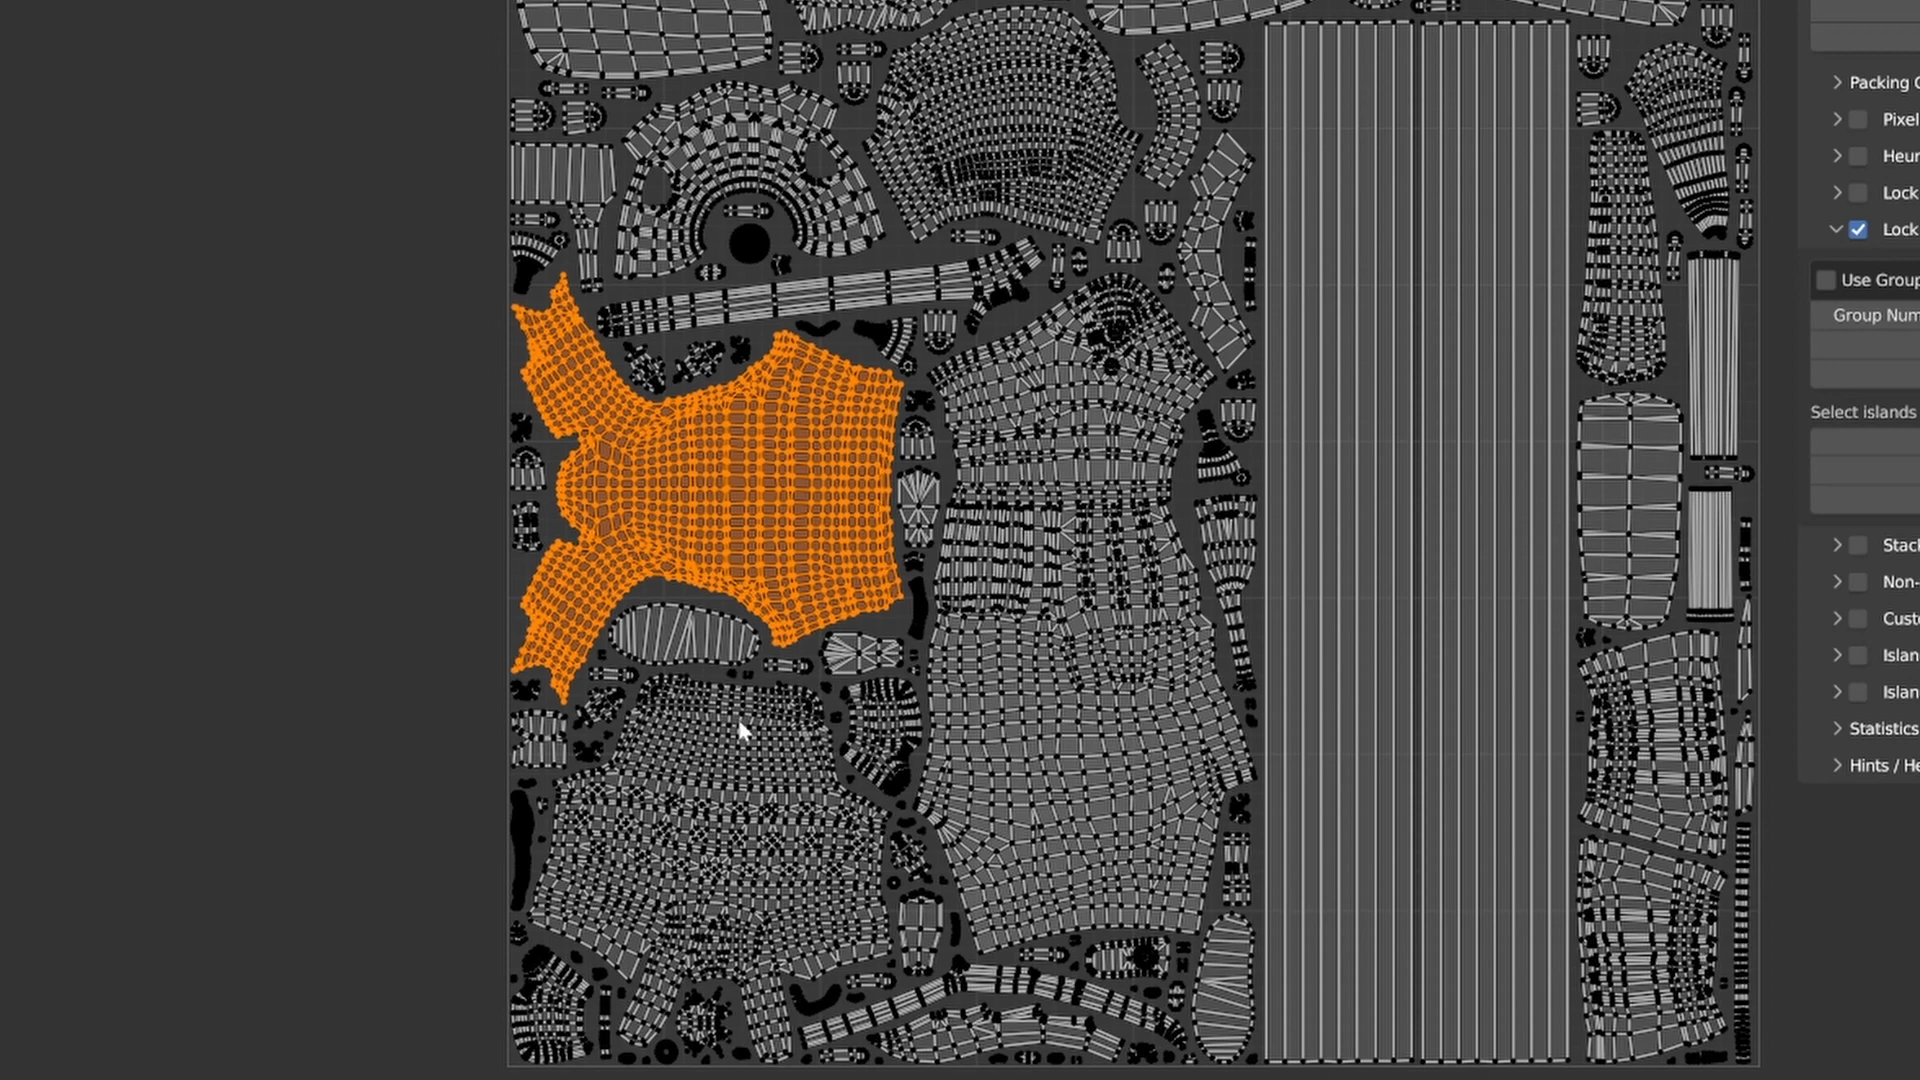 Packing
Pixel
Heur
Lock
Lock
Use Group
Group Num
Select islands
Stac
Non-
Cust
Islan
Islan
Statistics
Hints / He